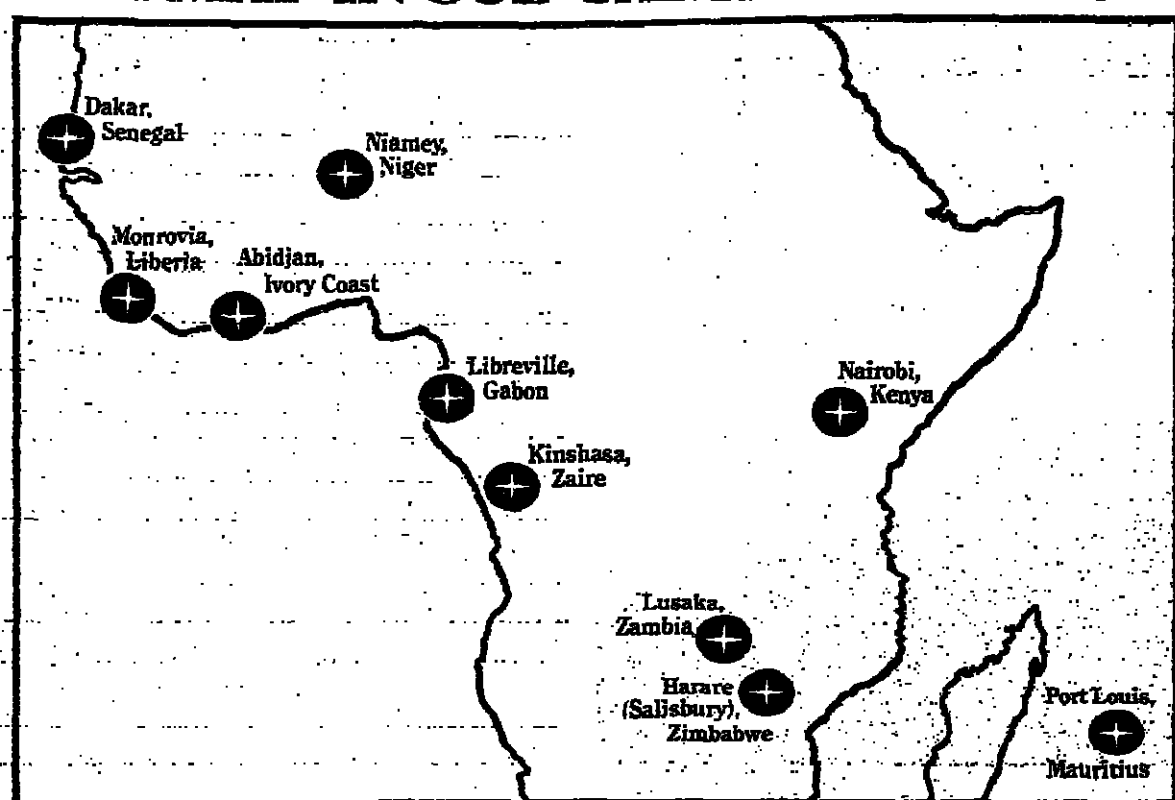 Dakar,
Senegal
Niamey,
Niger
Monrovia,
Liberia
Abidjan,
Ivory Coast
Libreville,
Gabon
Nairobi,
Kenya
Kinshasa,
Zaire
Lusaka,
Zambia
Harare
(Salisbury),
Zimbabwe
Port Louis,
Mauritius